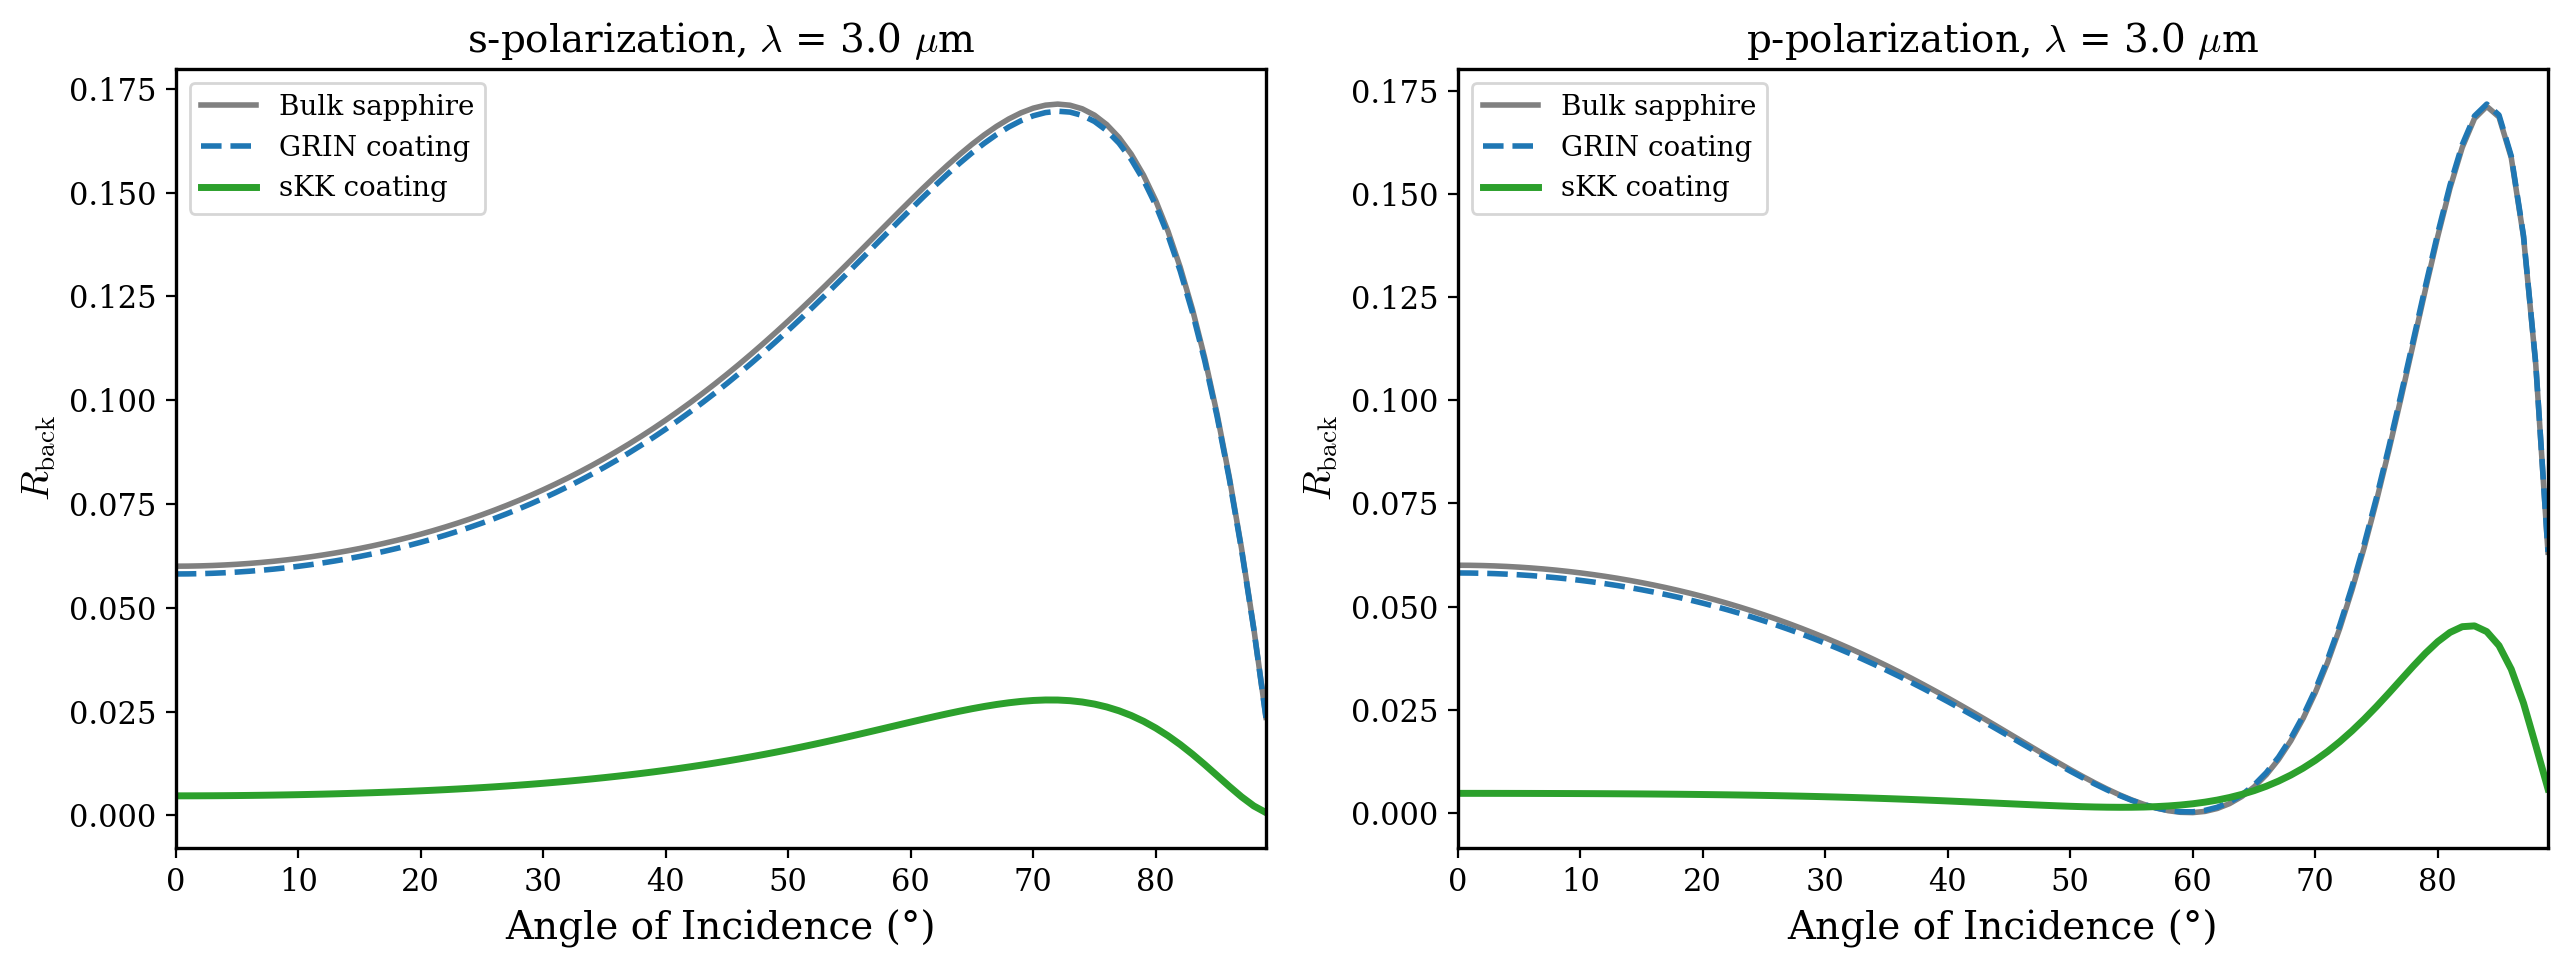 s-polarization, λ = 3.0 μm
Bulk sapphire
GRIN coating
sKK coating
0.175
0.150
0.125
0.100
0.075
0.050
0.025
0.000
R_back
0 10 20 30 40 50 60 70 80
Angle of Incidence (°)
p-polarization, λ = 3.0 μm
Bulk sapphire
GRIN coating
sKK coating
0.175
0.150
0.125
0.100
0.075
0.050
0.025
0.000
R_back
0 10 20 30 40 50 60 70 80
Angle of Incidence (°)